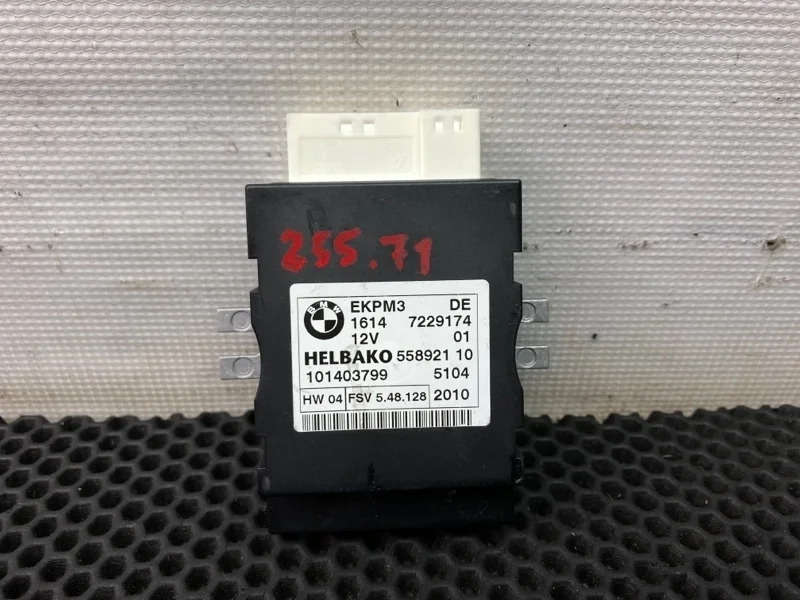 255.71
BMW
EKPM3 DE
1614 7229174
12V 01
HELBAKO 558921 10
101403799 5104
HW 04 FSV 5.48.128 2010